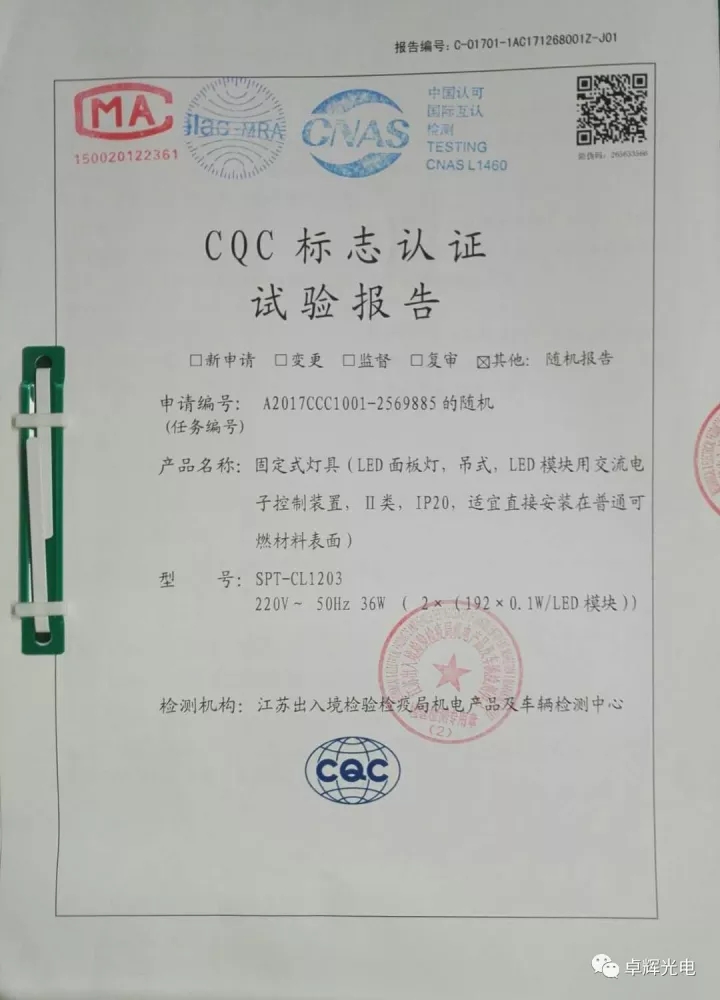 报告编号: C-01701-1AC171268001Z-J01
MA
150020122361
ilac-MRA
CNAS
中国认可
国际互认
检测
TESTING
CNAS L1460
CQC 标志认证
试验报告
□新申请 □变更 □监督 □复审 ☒其他: 随机报告
申请编号: A2017CCC1001-2569885 的随机
(任务编号)
产品名称: 固定式灯具(LED 面板灯, 吊式, LED 模块用交流电
子控制装置, II类, IP20, 适宜直接安装在普通可
燃材料表面)
型 号: SPT-CL1203
220V~ 50Hz 36W ( 2×(192×0.1W/LED 模块))
检测机构: 江苏出入境检验检疫局机电产品及车辆检测中心
(2)
CQC
卓辉光电